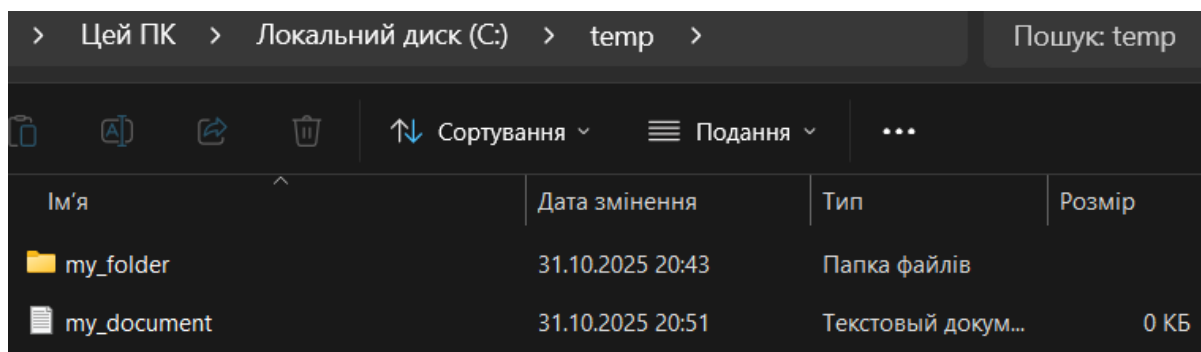 > Цей ПК > Локальний диск (C:) > temp > Пошук: temp
Сортування Подання •••
Ім'я Дата змінення Тип Розмір
my_folder 31.10.2025 20:43 Папка файлів
my_document 31.10.2025 20:51 Текстовый докум... 0 КБ